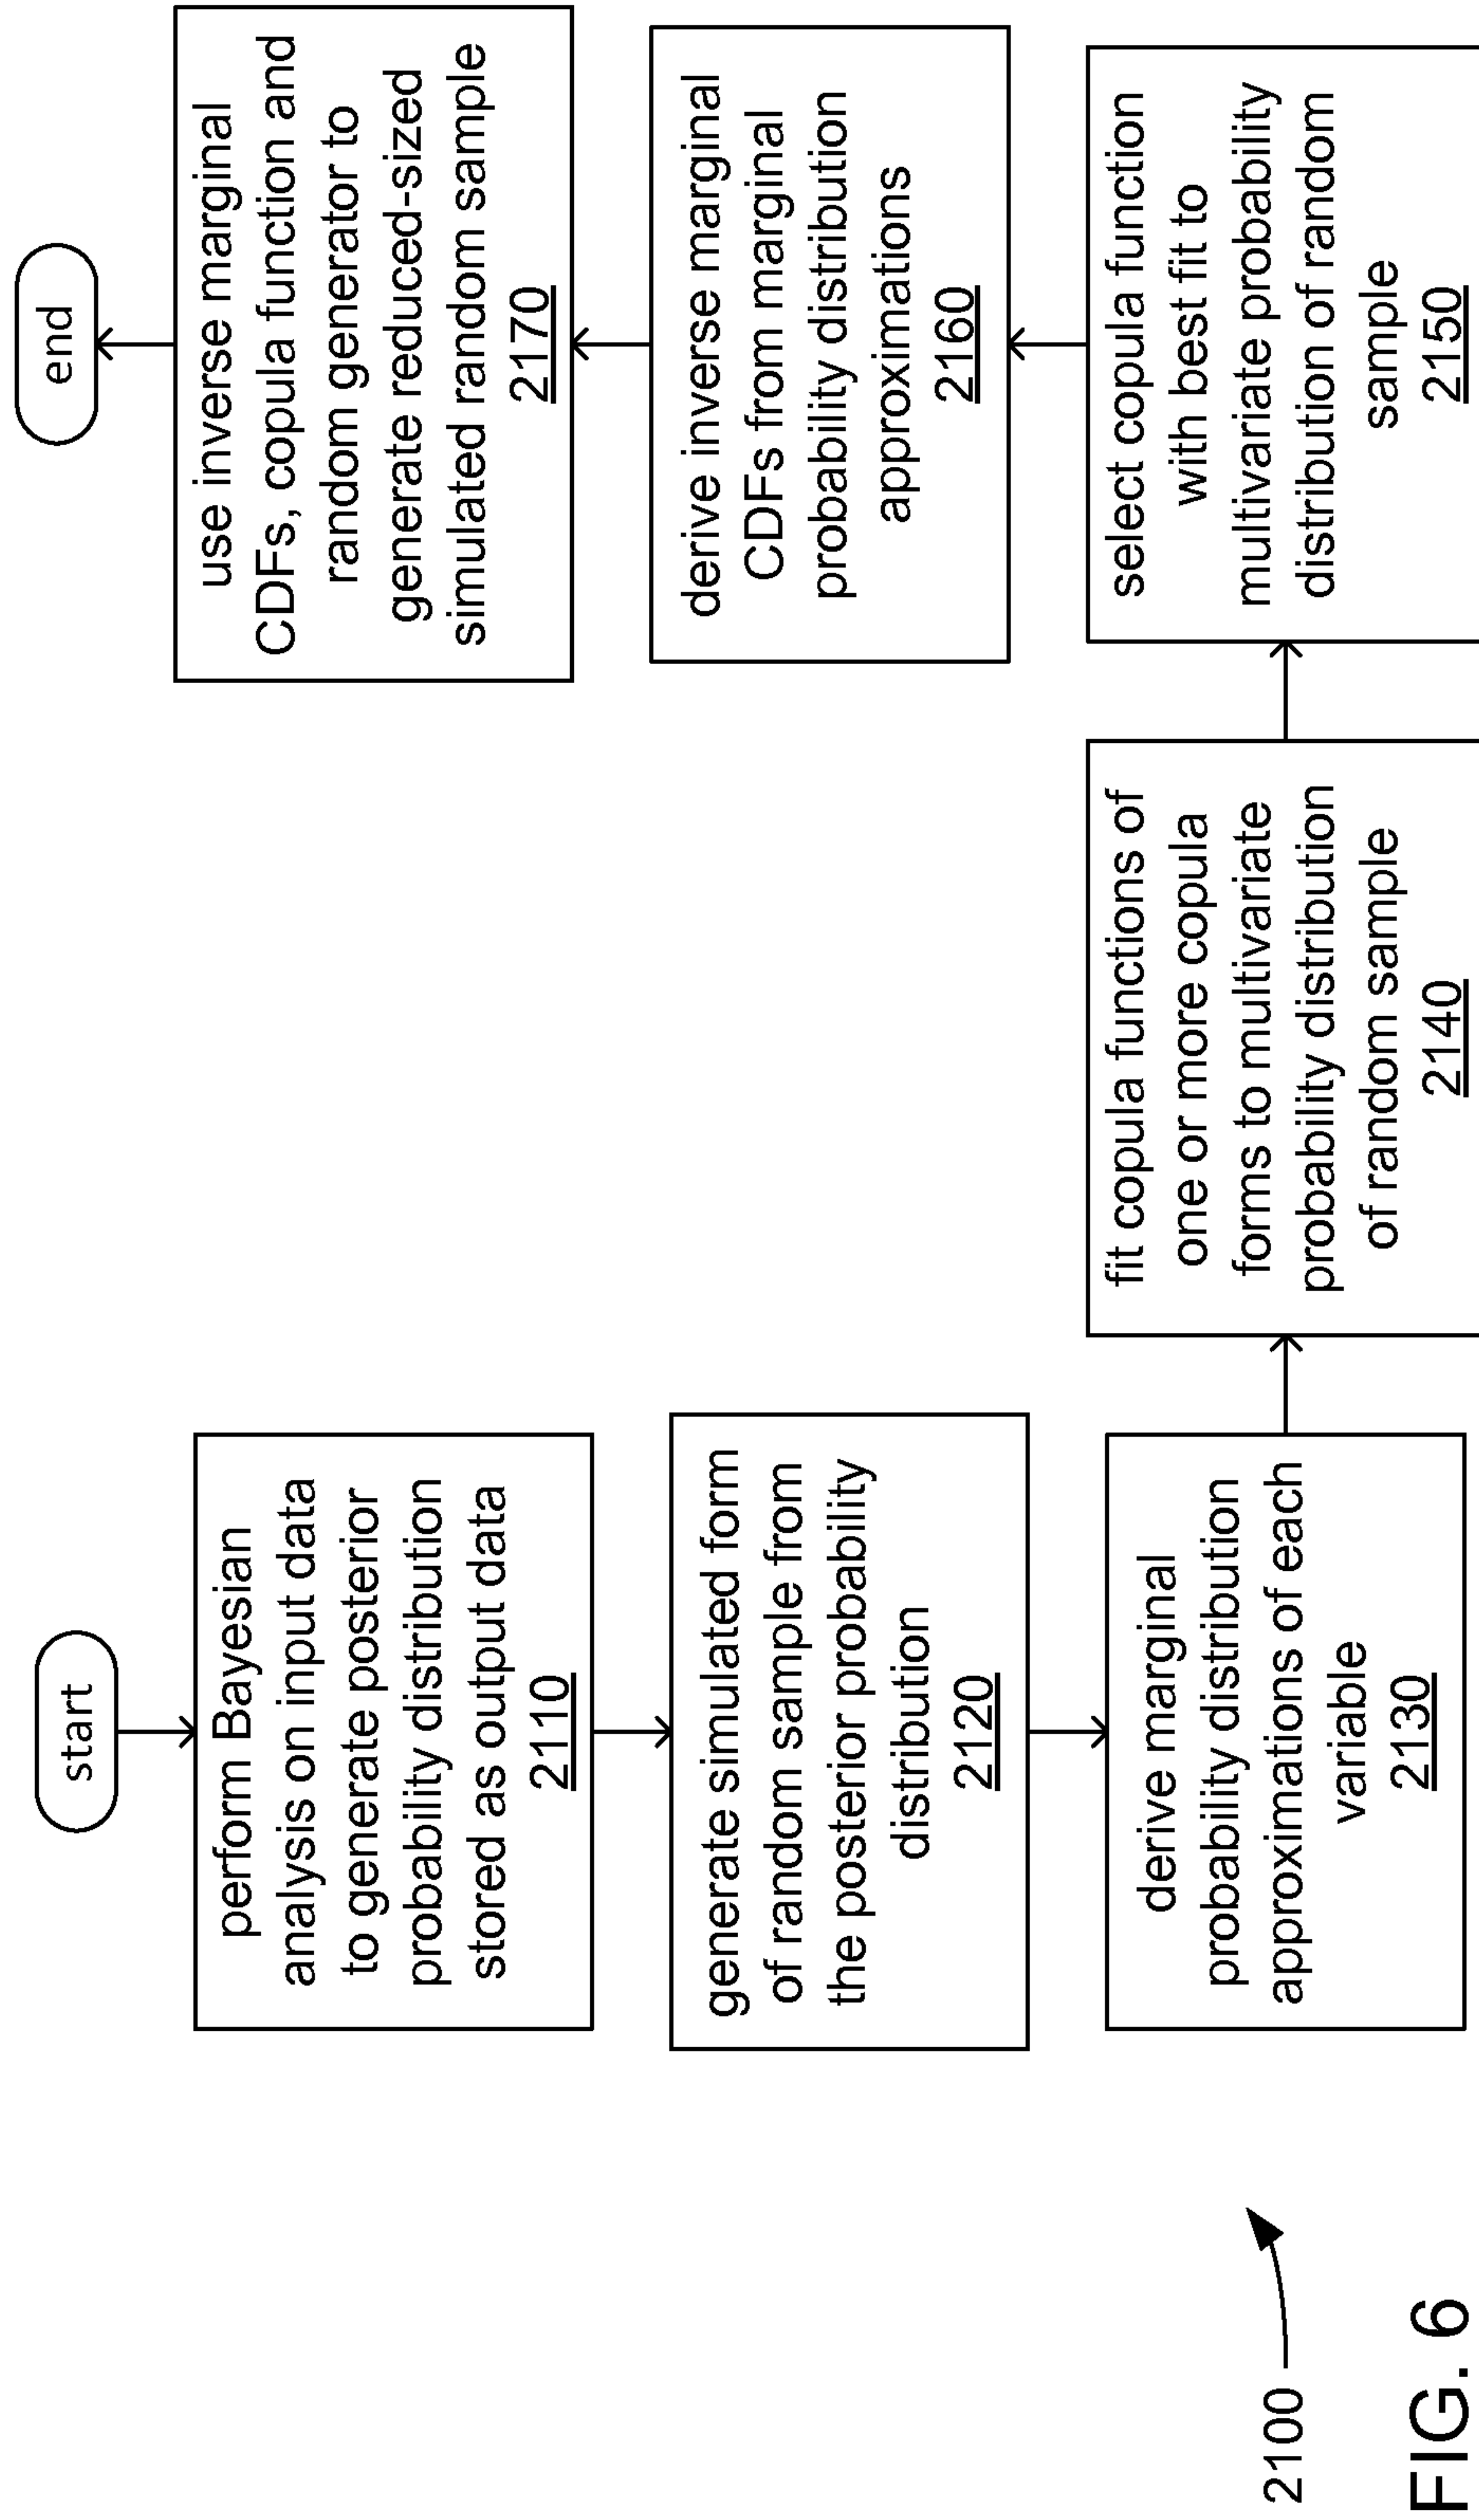 start
perform Bayesian
analysis on input data
to generate posterior
probability distribution
stored as output data
2110
generate simulated form
of random sample from
the posterior probability
distribution
2120
derive marginal
probability distribution
approximations of each
variable
2130
fit copula functions of
one or more copula
forms to multivariate
probability distribution
of random sample
2140
select copula function
with best fit to
multivariate probability
distribution of random
sample
2150
derive inverse marginal
CDFs from marginal
probability distribution
approximations
2160
use inverse marginal
CDFs, copula function and
random generator to
generate reduced-sized
simulated random sample
2170
end
2100
FIG. 6